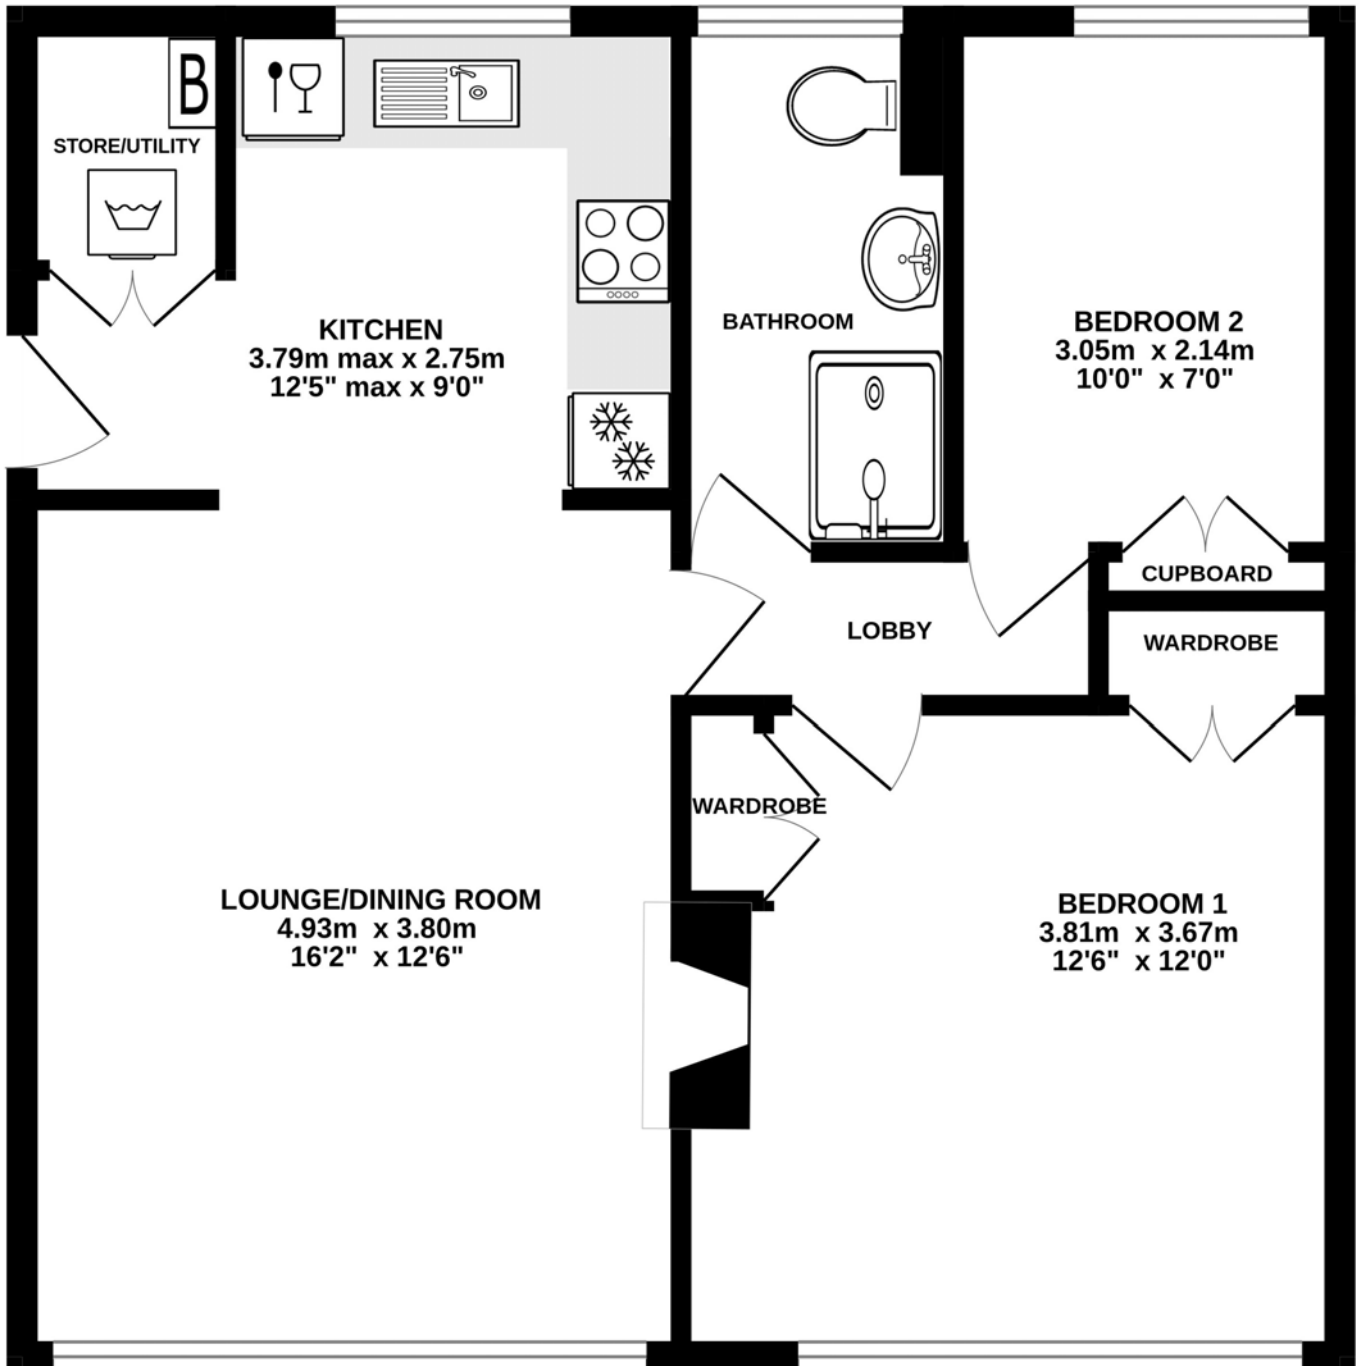 B
STORE/UTILITY
KITCHEN
3.79m max x 2.75m
12'5" max x 9'0"
BATHROOM
BEDROOM 2
3.05m x 2.14m
10'0" x 7'0"
CUPBOARD
LOBBY
WARDROBE
WARDROBE
LOUNGE/DINING ROOM
4.93m x 3.80m
16'2" x 12'6"
BEDROOM 1
3.81m x 3.67m
12'6" x 12'0"